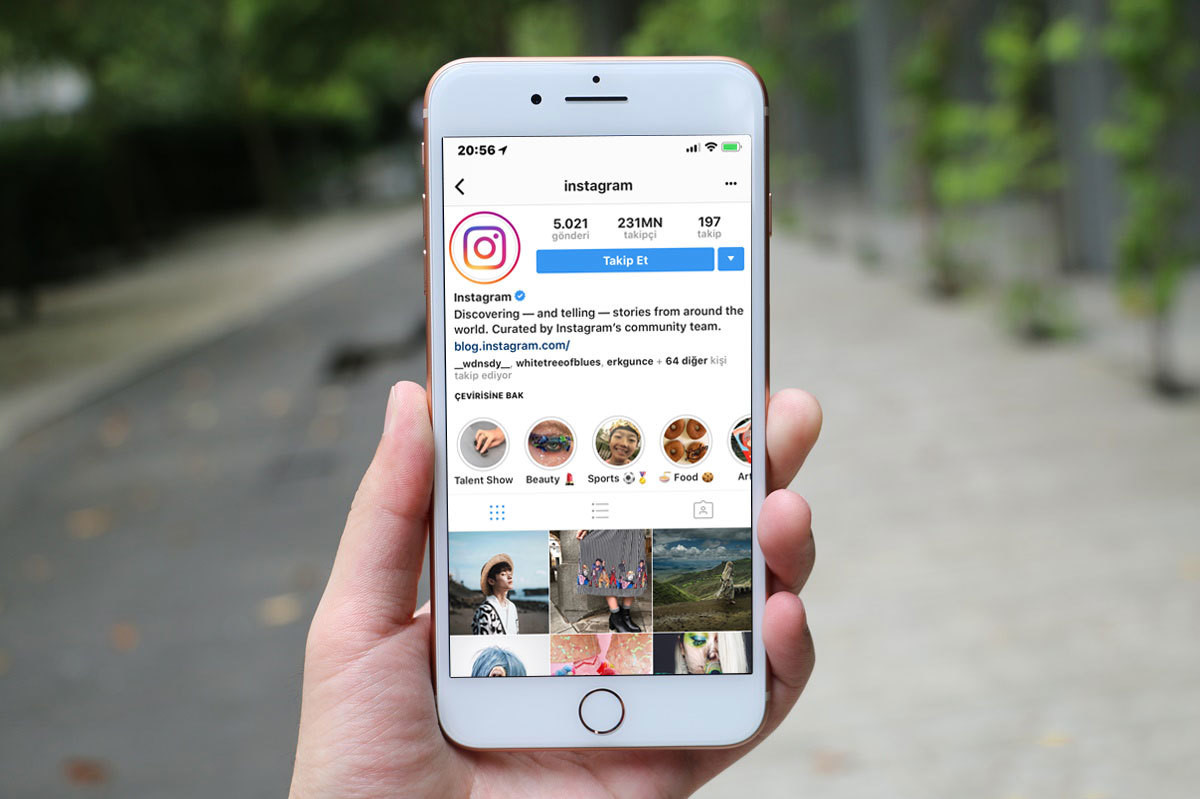 20:56
instagram
5.021 231MN 197
gönderi takipçi takip
Takip Et
Instagram
Discovering — and telling — stories from around the
world. Curated by Instagram's community team.
blog.instagram.com/
__wdnsdy__, whitetreeofblues, erkgunce + 64 diğer kişi
takip ediyor
ÇEVİRİSİNE BAK
Talent Show Beauty 💄 Sports ⚽🏅 🍜 Food 🍪 Art